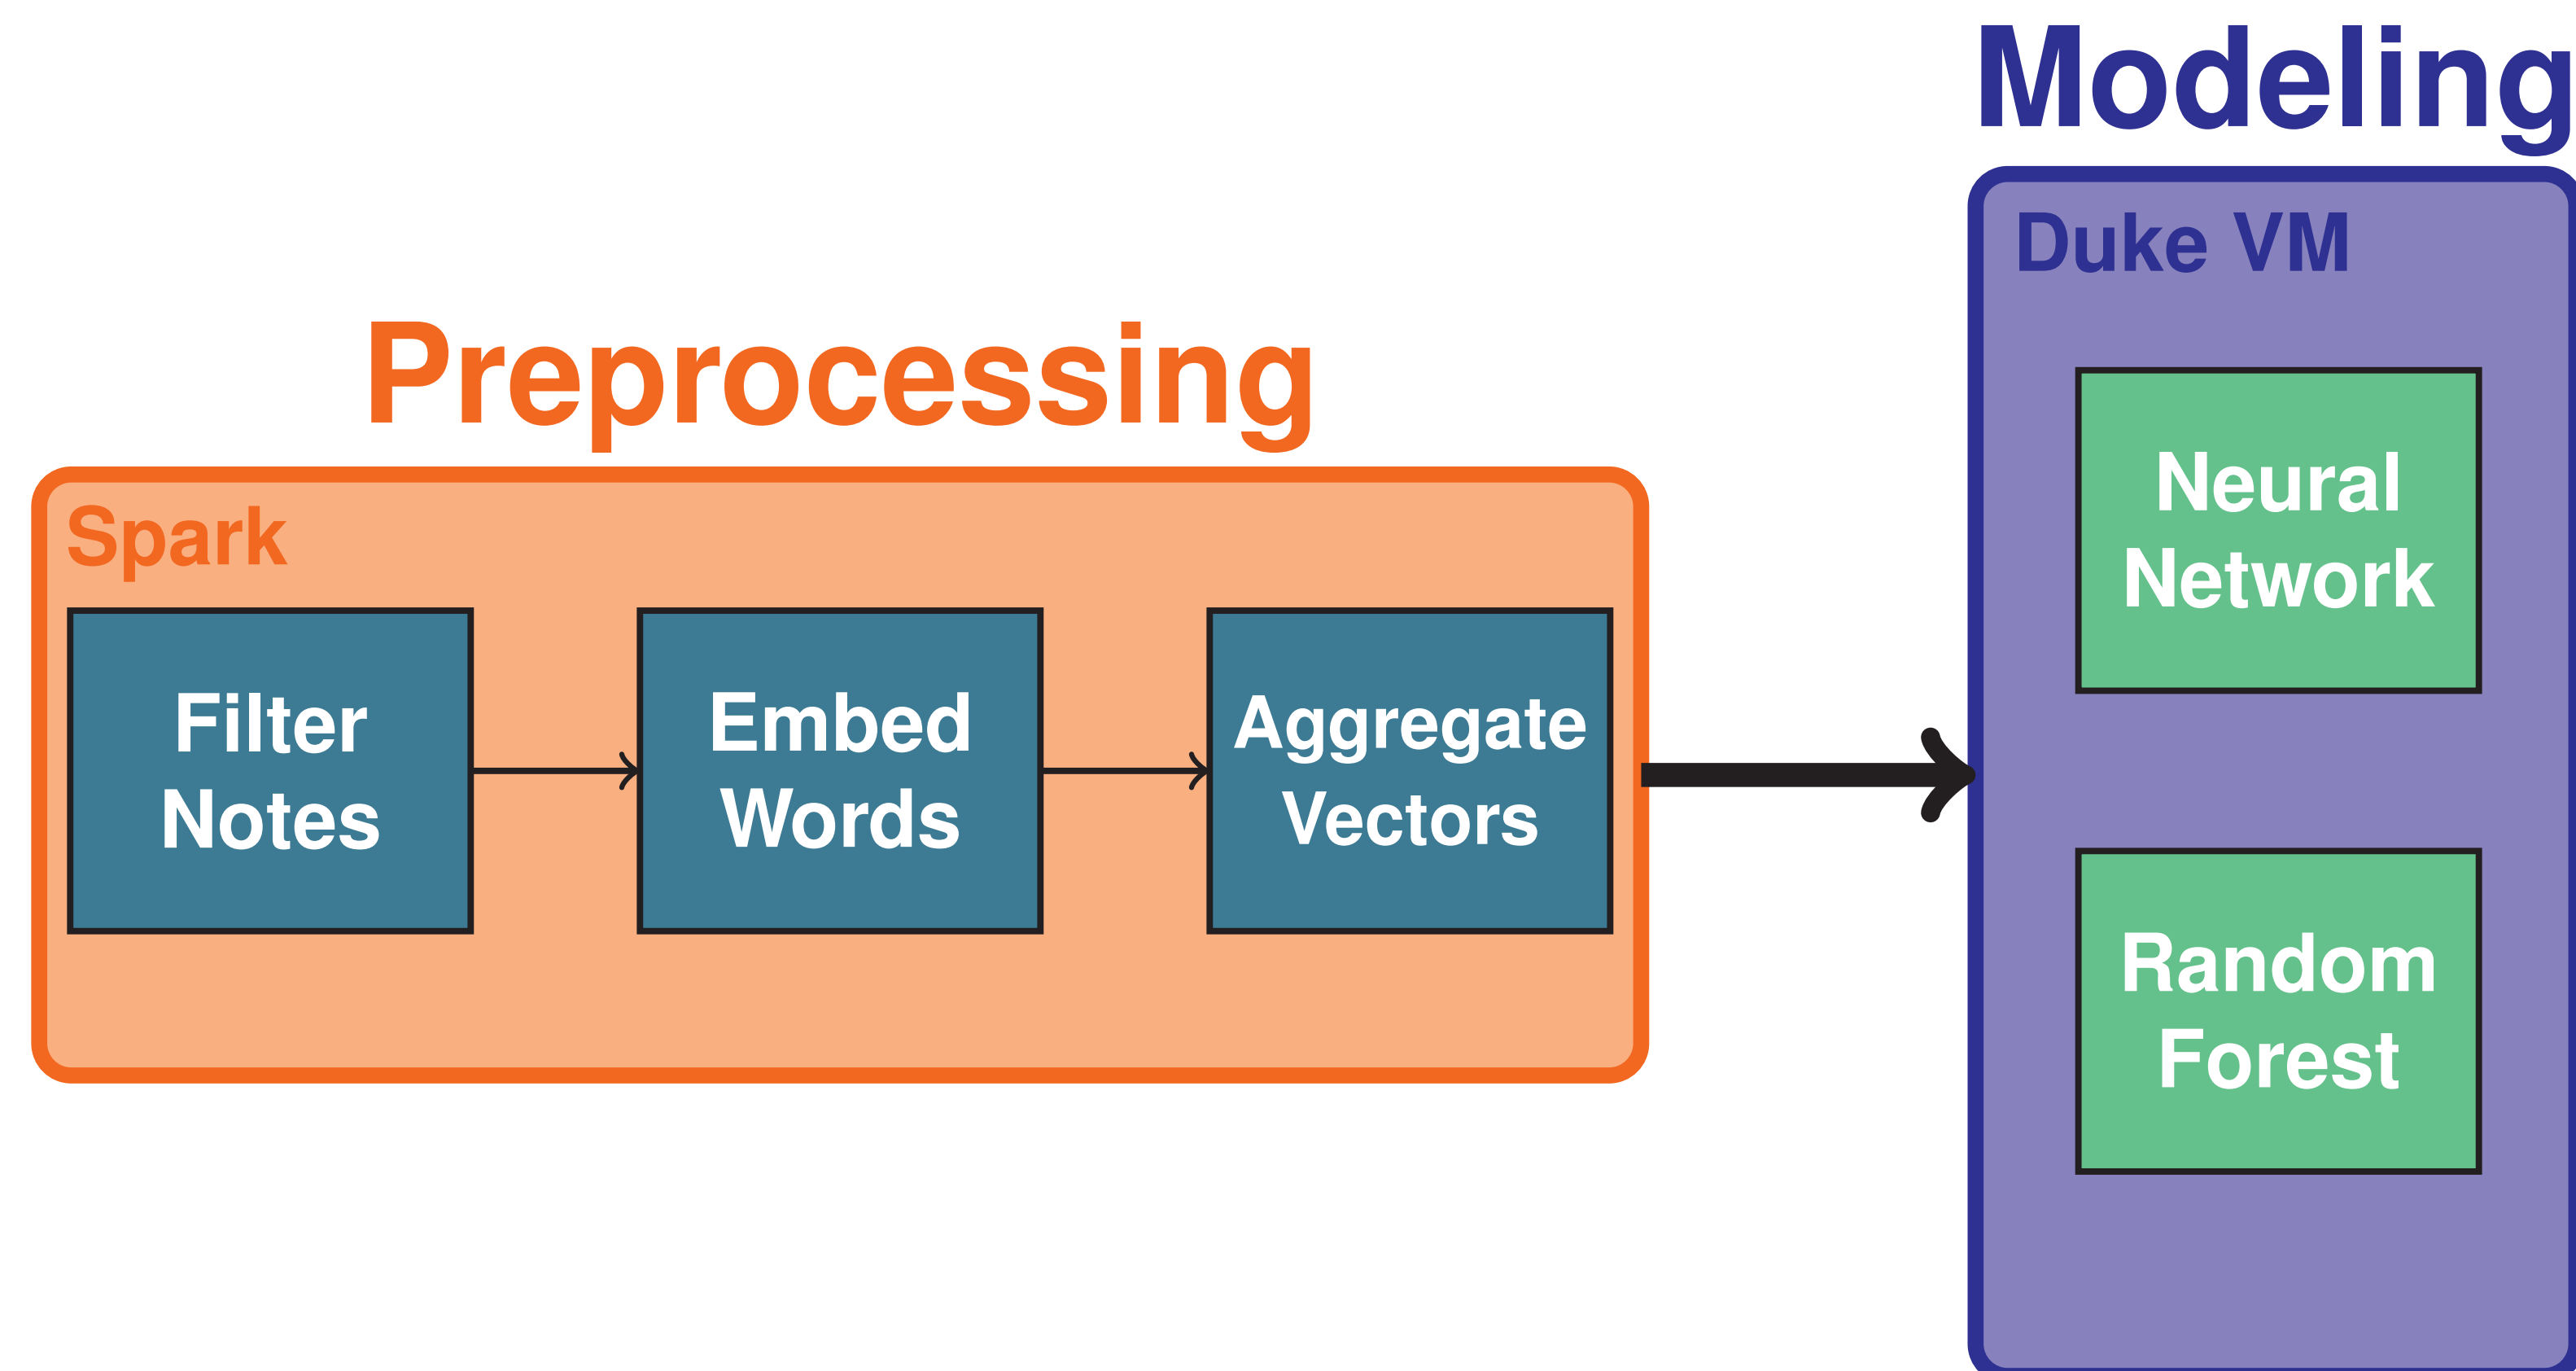 Modeling
Duke VM
Preprocessing
Spark
Filter
Notes
Embed
Words
Aggregate
Vectors
Neural
Network
Random
Forest